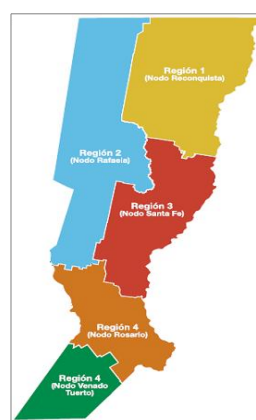 Región 1
(Nodo Reconquista)
Región 2
(Nodo Rafaela)
Región 3
(Nodo Santa Fe)
Región 4
(Nodo Rosario)
Región 4
(Nodo Venado
Tuerto)